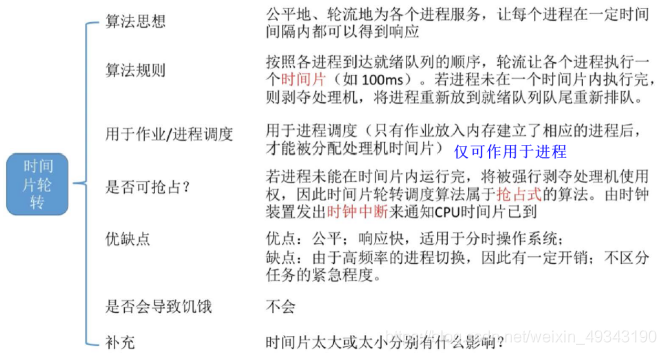 时间
片轮
转
算法思想
公平地、轮流地为各个进程服务，让每个进程在一定时间
间隔内都可以得到响应
算法规则
按照各进程到达就绪队列的顺序，轮流让各个进程执行一
个时间片（如 100ms）。若进程未在一个时间片内执行完，
则剥夺处理机，将进程重新放到就绪队列队尾重新排队。
用于作业/进程调度
用于进程调度（只有作业放入内存建立了相应的进程后，
才能被分配处理机时间片） 仅可作用于进程
是否可抢占？
若进程未能在时间片内运行完，将被强行剥夺处理机使用
权，因此时间片轮转调度算法属于抢占式的算法。由时钟
装置发出时钟中断来通知CPU时间片已到
优缺点
优点：公平；响应快，适用于分时操作系统；
缺点：由于高频率的进程切换，因此有一定开销；不区分
任务的紧急程度。
是否会导致饥饿
不会
补充
时间片太大或太小分别有什么影响？
https://blog.csdn.net/weixin_49343190